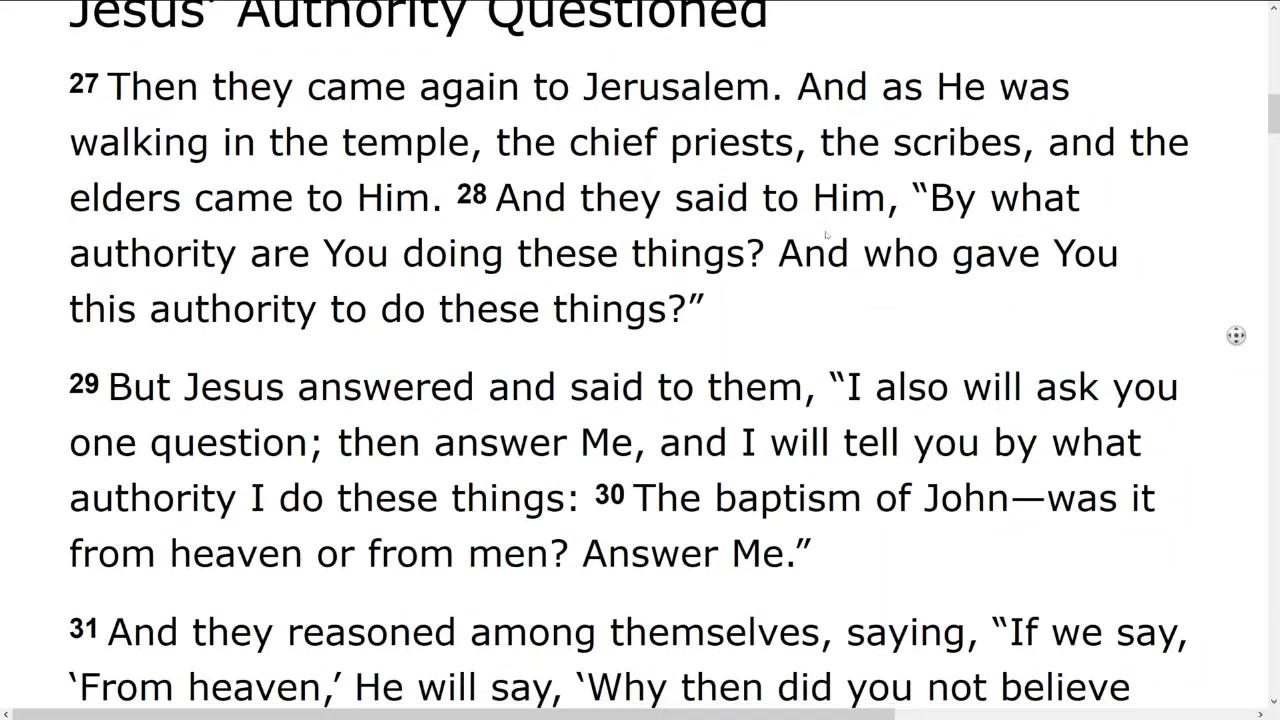 Jesus’ Authority Questioned
27 Then they came again to Jerusalem. And as He was
walking in the temple, the chief priests, the scribes, and the
elders came to Him. 28 And they said to Him, “By what
authority are You doing these things? And who gave You
this authority to do these things?”
29 But Jesus answered and said to them, “I also will ask you
one question; then answer Me, and I will tell you by what
authority I do these things: 30 The baptism of John—was it
from heaven or from men? Answer Me.”
31 And they reasoned among themselves, saying, “If we say,
‘From heaven,’ He will say, ‘Why then did you not believe